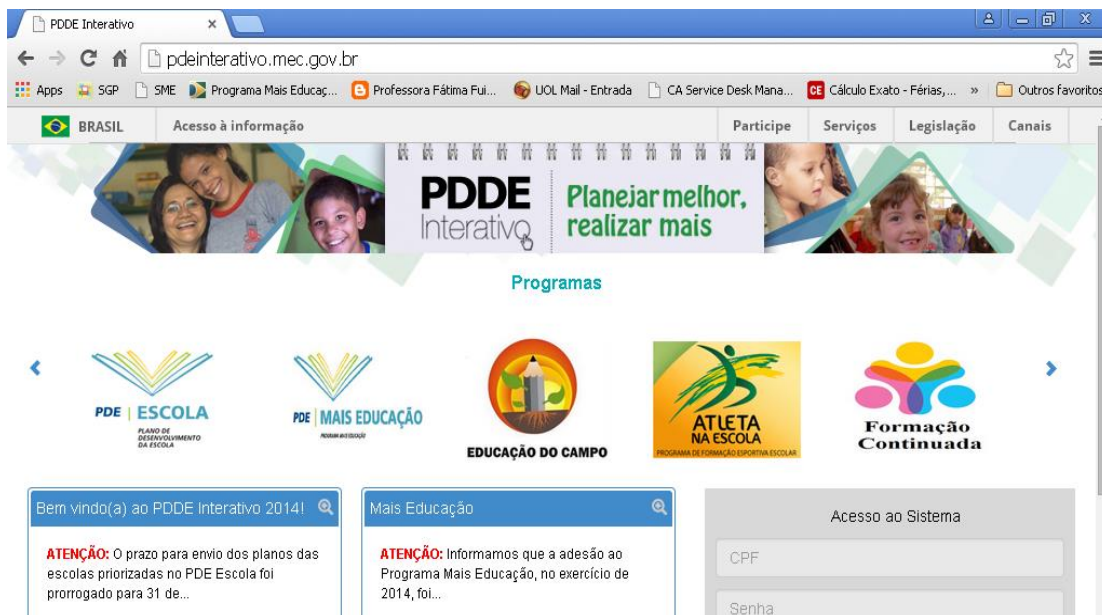 PDDE Interativo
pdeinterativo.mec.gov.br
Apps SGP SME Programa Mais Educaç... Professora Fátima Fui... UOL Mail - Entrada CA Service Desk Mana... CE Cálculo Exato - Férias,... » Outros favoritos
BRASIL Acesso à informação Participe Serviços Legislação Canais
PDDE
Interativo
Planejar melhor,
realizar mais
Programas
PDE ESCOLA
PLANO DE
DESENVOLVIMENTO
DA ESCOLA
PDE MAIS EDUCAÇÃO
PROGRAMA MAIS EDUCAÇÃO
EDUCAÇÃO DO CAMPO
ATLETA
NA ESCOLA
PROGRAMA DE FORMAÇÃO ESPORTIVA ESCOLAR
Formação
Continuada
Bem vindo(a) ao PDDE Interativo 2014!
ATENÇÃO: O prazo para envio dos planos das
escolas priorizadas no PDE Escola foi
prorrogado para 31 de...
Mais Educação
ATENÇÃO: Informamos que a adesão ao
Programa Mais Educação, no exercício de
2014, foi...
Acesso ao Sistema
CPF
Senha